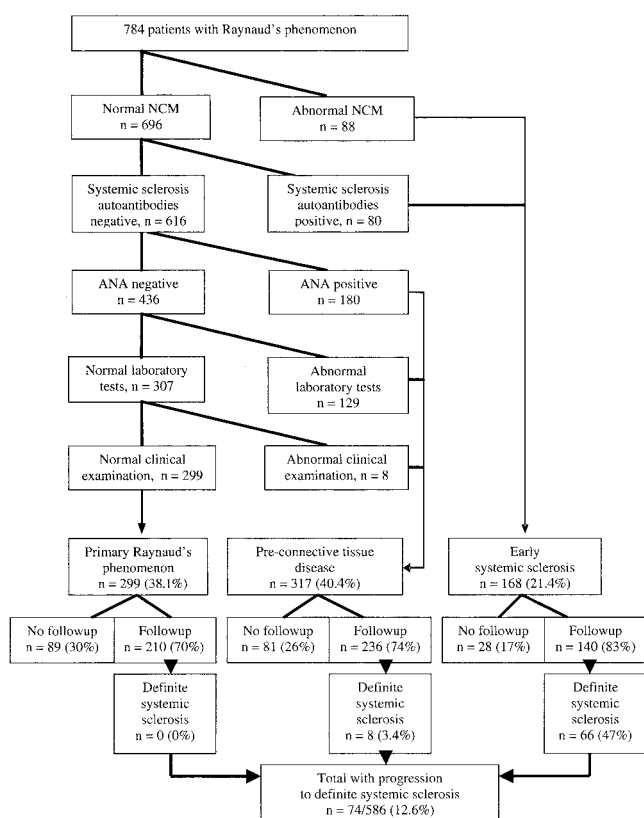 784 patients with Raynaud's phenomenon
Normal NCM
n = 696
Abnormal NCM
n = 88
Systemic sclerosis
autoantibodies
negative, n = 616
Systemic sclerosis
autoantibodies
positive, n = 80
ANA negative
n = 436
ANA positive
n = 180
Normal laboratory
tests, n = 307
Abnormal
laboratory tests
n = 129
Normal clinical
examination, n = 299
Abnormal clinical
examination, n = 8
Primary Raynaud's
phenomenon
n = 299 (38.1%)
Pre-connective tissue
disease
n = 317 (40.4%)
Early
systemic sclerosis
n = 168 (21.4%)
No followup
n = 89 (30%)
Followup
n = 210 (70%)
No followup
n = 81 (26%)
Followup
n = 236 (74%)
No followup
n = 28 (17%)
Followup
n = 140 (83%)
Definite
systemic
sclerosis
n = 0 (0%)
Definite
systemic
sclerosis
n = 8 (3.4%)
Definite
systemic
sclerosis
n = 66 (47%)
Total with progression
to definite systemic sclerosis
n = 74/586 (12.6%)